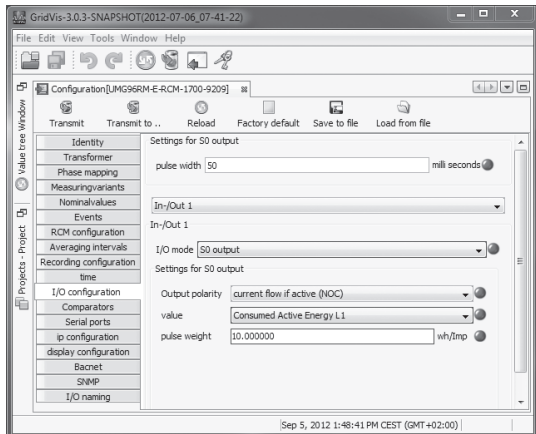 GridVis-3.0.3-SNAPSHOT(2012-07-06_07-41-22)
File Edit View Tools Window Help
Value tree Window
Projects - Project
Configuration[UMG96RM-E-RCM-1700-9209]
Transmit Transmit to .. Reload Factory default Save to file Load from file
Identity
Transformer
Phase mapping
Measuringvariants
Nominalvalues
Events
RCM configuration
Averaging intervals
Recording configuration
time
I/O configuration
Comparators
Serial ports
ip configuration
display configuration
Bacnet
SNMP
I/O naming
Settings for S0 output
pulse width 50 milli seconds
In-/Out 1
In-/Out 1
I/O mode S0 output
Settings for S0 output
Output polarity current flow if active (NOC)
value Consumed Active Energy L1
pulse weight 10.000000 wh/Imp
Sep 5, 2012 1:48:41 PM CEST (GMT+02:00)